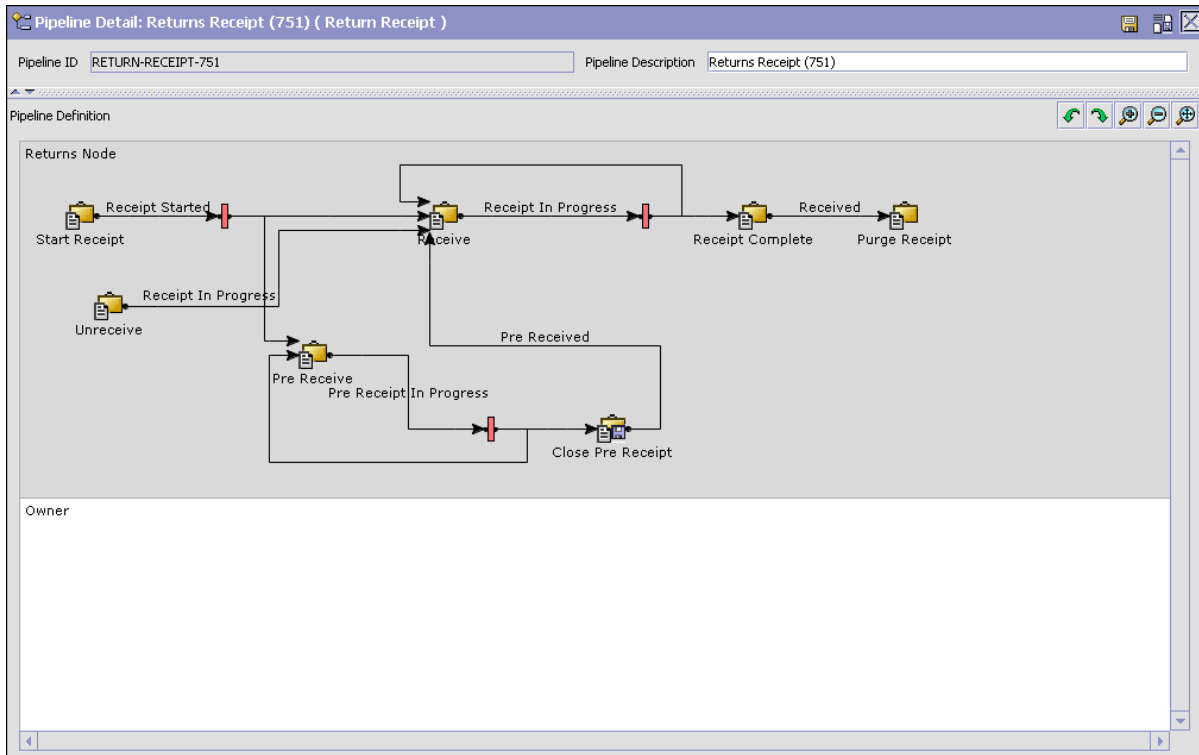 Pipeline Detail: Returns Receipt (751) ( Return Receipt )
Pipeline ID RETURN-RECEIPT-751 Pipeline Description Returns Receipt (751)
Pipeline Definition
Returns Node
Receipt Started Receipt In Progress Received
Start Receipt Receive Receipt Complete Purge Receipt
Receipt In Progress
Unreceive
Pre Received
Pre Receive
Pre Receipt In Progress
Close Pre Receipt
Owner